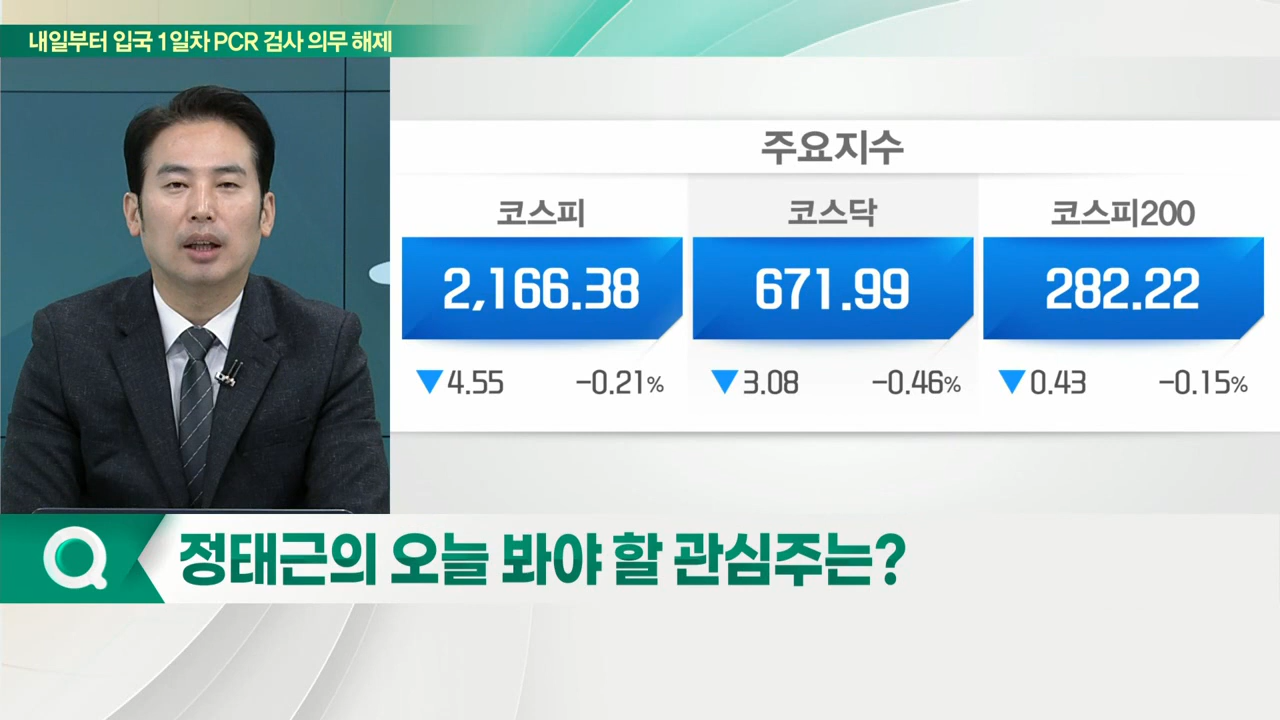 내일부터 입국 1일차 PCR 검사 의무 해제
주요지수
코스피
2,166.38
▼4.55 -0.21%
코스닥
671.99
▼3.08 -0.46%
코스피200
282.22
▼0.43 -0.15%
정태근의 오늘 봐야 할 관심주는?